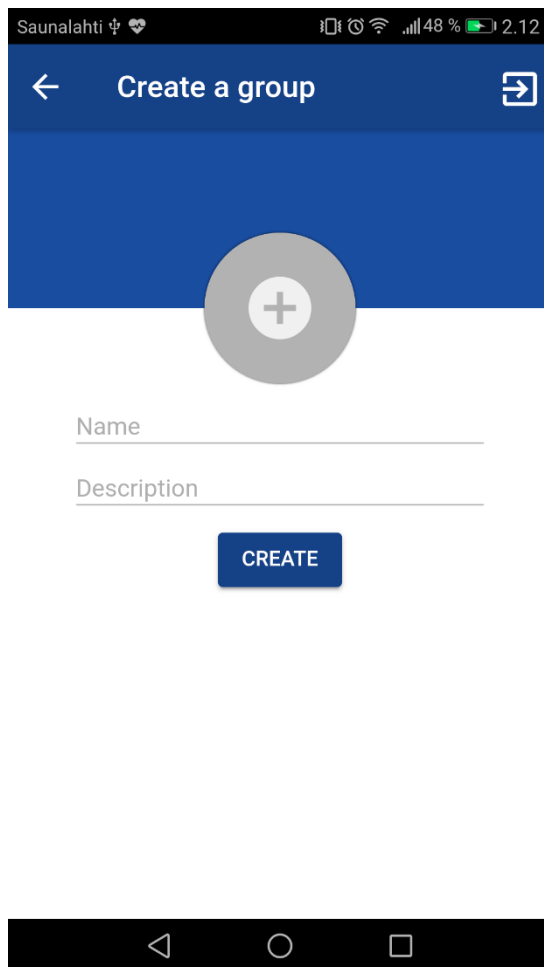 Saunalahti 48 % 2.12
Create a group
Name
Description
CREATE